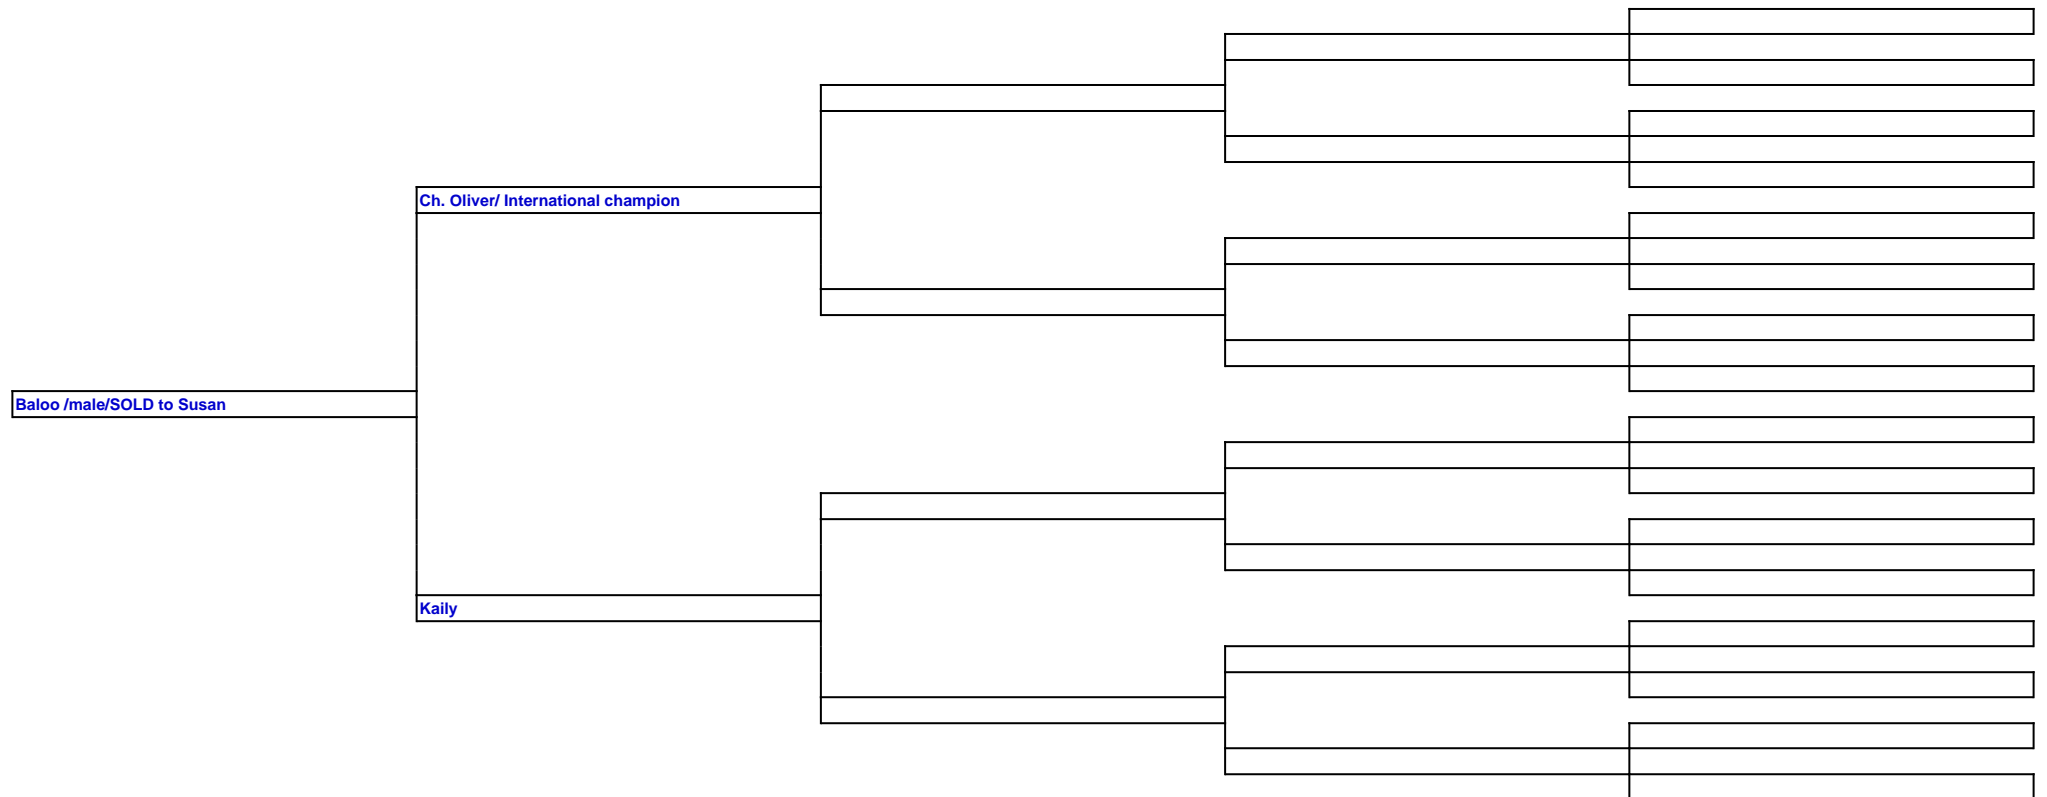 Ch. Oliver/ International champion
Baloo /male/SOLD to Susan
Kaily